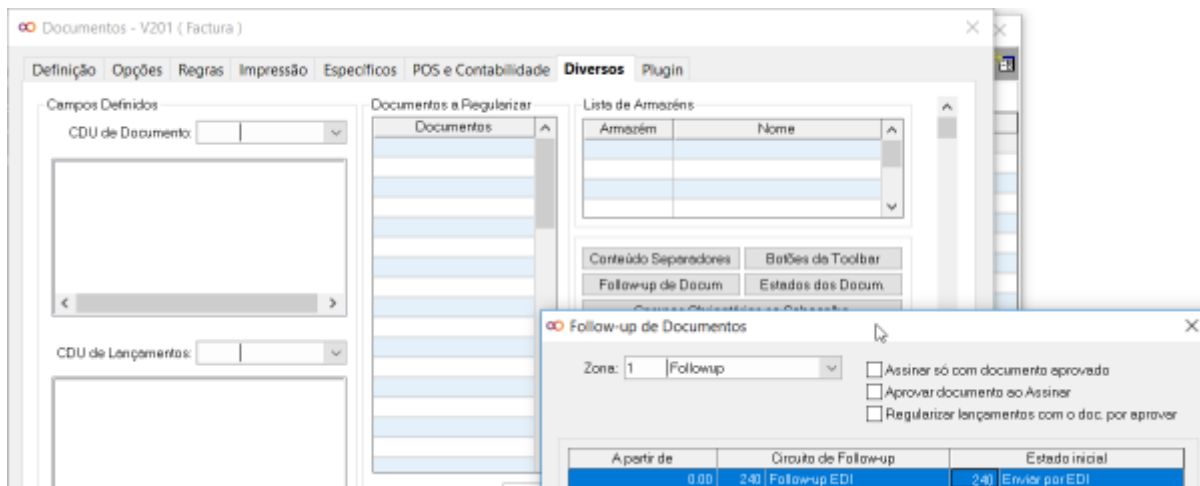 Documentos - V201 ( Factura )
Definição Opções Regras Impressão Específicos POS e Contabilidade Diversos Plugin
Campos Definidos
CDU de Documento:
CDU de Lançamentos:
Documentos a Regularizar
Documentos
Lista de Armazéns
Armazém Nome
Conteúdo Separadores Botões da Toolbar
Follow-up de Docum Estados dos Docum.
Follow-up de Documentos
Zona: 1 Followup
Assinar só com documento aprovado
Aprovar documento ao Assinar
Regularizar lançamentos com o doc. por aprovar
A partir de Circuito de Follow-up Estado inicial
0.00 240 Follow-up EDI 240 Enviar por EDI